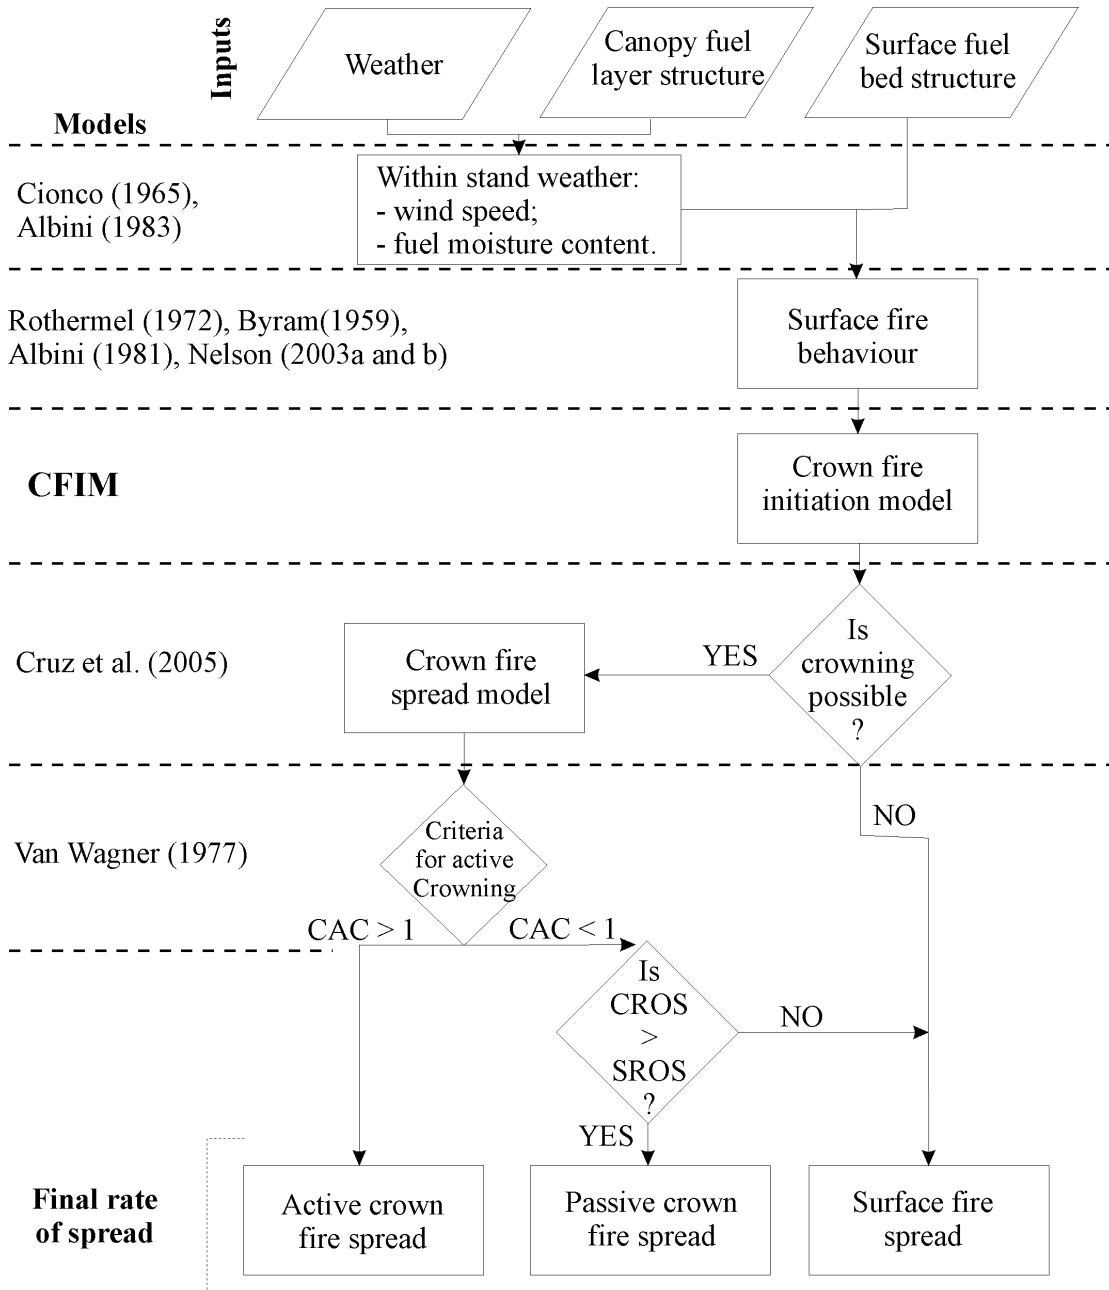 Inputs
Weather
Canopy fuel
layer structure
Surface fuel
bed structure
Models
Cionco (1965),
Albini (1983)
Within stand weather:
- wind speed;
- fuel moisture content.
Rothermel (1972), Byram(1959),
Albini (1981), Nelson (2003a and b)
Surface fire
behaviour
CFIM
Crown fire
initiation model
Cruz et al. (2005)
Crown fire
spread model
YES
Is
crowning
possible
?
NO
Van Wagner (1977)
Criteria
for active
Crowning
CAC > 1
CAC < 1
Is
CROS
>
SROS
?
NO
YES
Final rate
of spread
Active crown
fire spread
Passive crown
fire spread
Surface fire
spread